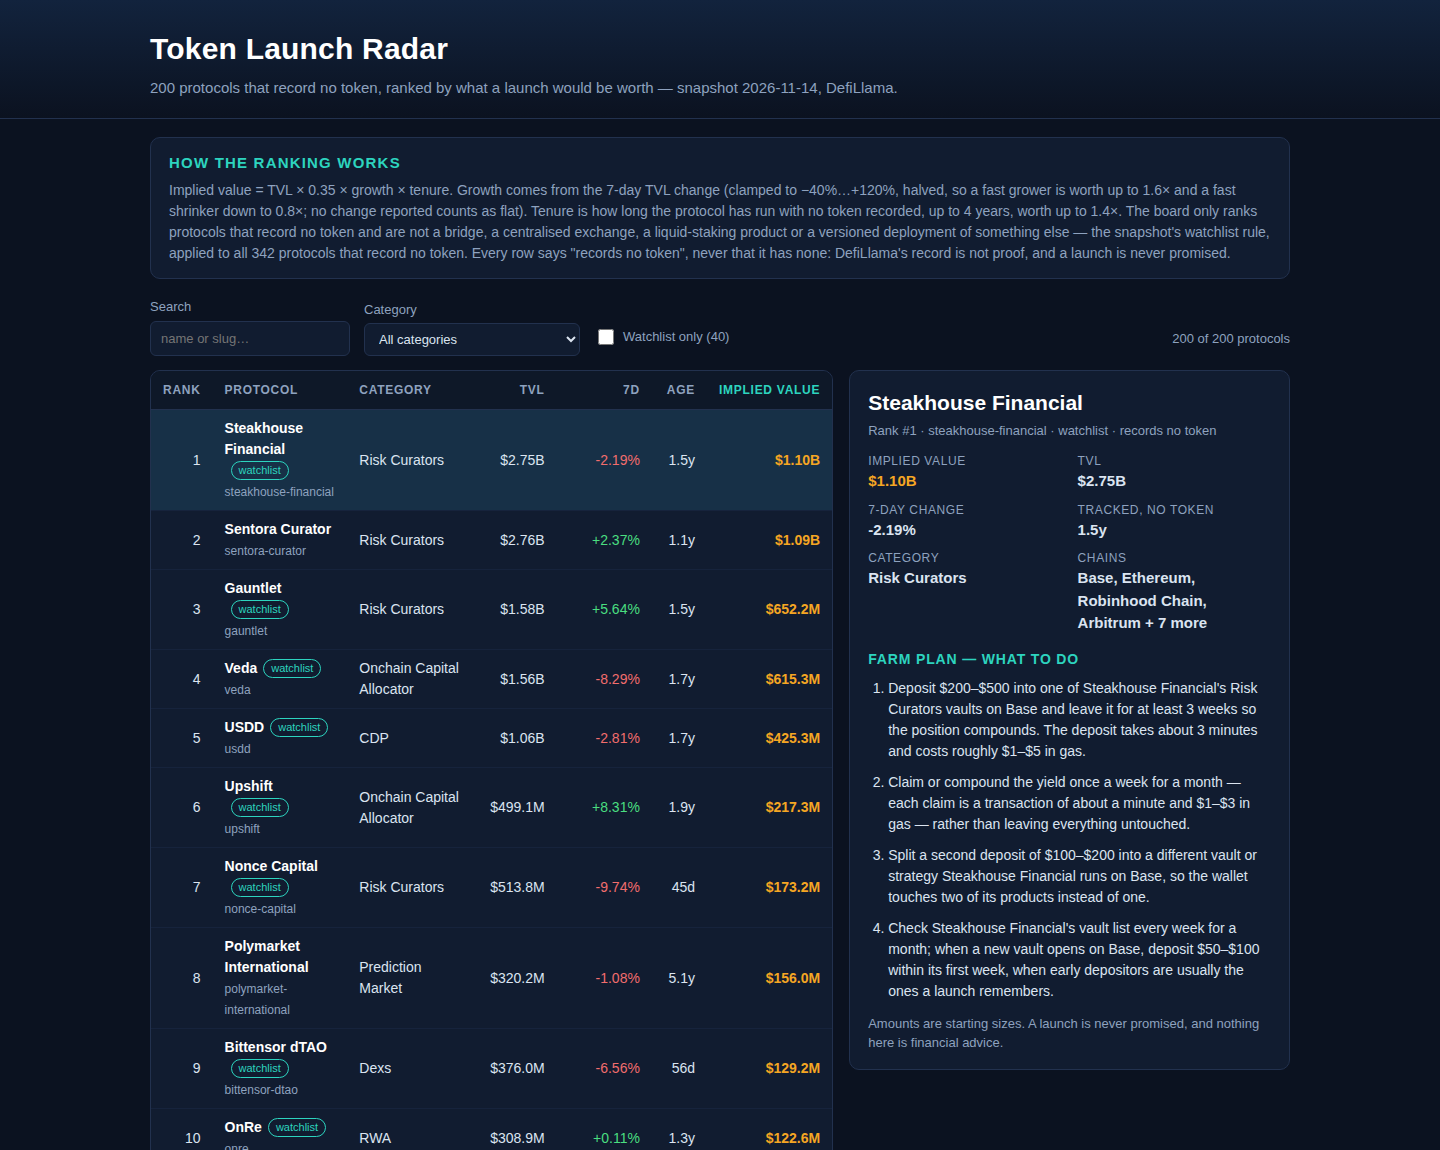 Token Launch Radar
200 protocols that record no token, ranked by what a launch would be worth — snapshot 2026-11-14, DefiLlama.
HOW THE RANKING WORKS
Implied value = TVL × 0.35 × growth × tenure. Growth comes from the 7-day TVL change (clamped to −40%…+120%, halved, so a fast grower is worth up to 1.6× and a fast
shrinker down to 0.8×; no change reported counts as flat). Tenure is how long the protocol has run with no token recorded, up to 4 years, worth up to 1.4×. The board only ranks
protocols that record no token and are not a bridge, a centralised exchange, a liquid-staking product or a versioned deployment of something else — the snapshot's watchlist rule,
applied to all 342 protocols that record no token. Every row says "records no token", never that it has none: DefiLlama's record is not proof, and a launch is never promised.
Search
name or slug…
Category
All categories
Watchlist only (40)
200 of 200 protocols
RANK PROTOCOL CATEGORY TVL 7D AGE IMPLIED VALUE
Steakhouse
Financial
1 watchlist Risk Curators $2.75B -2.19% 1.5y $1.10B
steakhouse-financial
Sentora Curator
2 Risk Curators $2.76B +2.37% 1.1y $1.09B
sentora-curator
Gauntlet
3 watchlist Risk Curators $1.58B +5.64% 1.5y $652.2M
gauntlet
Veda watchlist
4 Onchain Capital Allocator $1.56B -8.29% 1.7y $615.3M
veda
USDD watchlist
5 CDP $1.06B -2.81% 1.7y $425.3M
usdd
Upshift
6 watchlist Onchain Capital Allocator $499.1M +8.31% 1.9y $217.3M
upshift
Nonce Capital
7 watchlist Risk Curators $513.8M -9.74% 45d $173.2M
nonce-capital
Polymarket
International
8 Prediction Market $320.2M -1.08% 5.1y $156.0M
polymarket-
international
Bittensor dTAO
9 watchlist Dexs $376.0M -6.56% 56d $129.2M
bittensor-dtao
OnRe watchlist
10 RWA $308.9M +0.11% 1.3y $122.6M
onre
Steakhouse Financial
Rank #1 · steakhouse-financial · watchlist · records no token
IMPLIED VALUE TVL
$1.10B $2.75B
7-DAY CHANGE TRACKED, NO TOKEN
-2.19% 1.5y
CATEGORY CHAINS
Risk Curators Base, Ethereum,
Robinhood Chain,
Arbitrum + 7 more
FARM PLAN — WHAT TO DO
1. Deposit $200–$500 into one of Steakhouse Financial's Risk
Curators vaults on Base and leave it for at least 3 weeks so
the position compounds. The deposit takes about 3 minutes
and costs roughly $1–$5 in gas.
2. Claim or compound the yield once a week for a month —
each claim is a transaction of about a minute and $1–$3 in
gas — rather than leaving everything untouched.
3. Split a second deposit of $100–$200 into a different vault or
strategy Steakhouse Financial runs on Base, so the wallet
touches two of its products instead of one.
4. Check Steakhouse Financial's vault list every week for a
month; when a new vault opens on Base, deposit $50–$100
within its first week, when early depositors are usually the
ones a launch remembers.
Amounts are starting sizes. A launch is never promised, and nothing
here is financial advice.